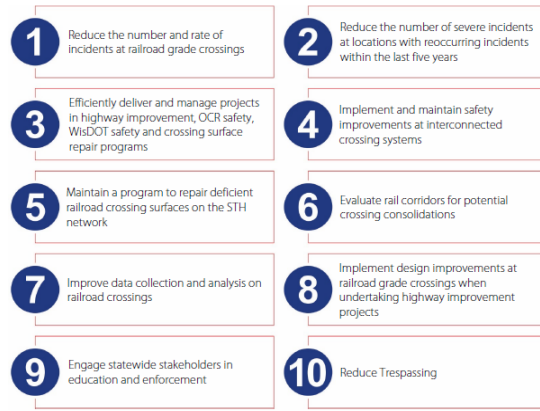 1
Reduce the number and rate of
incidents at railroad grade crossings
2
Reduce the number of severe incidents
at locations with reoccurring incidents
within the last five years
3
Efficiently deliver and manage projects
in highway improvement, OCR safety,
WisDOT safety and crossing surface
repair programs
4
Implement and maintain safety
improvements at interconnected
crossing systems
5
Maintain a program to repair deficient
railroad crossing surfaces on the STH
network
6
Evaluate rail corridors for potential
crossing consolidations
7
Improve data collection and analysis on
railroad crossings
8
Implement design improvements at
railroad grade crossings when
undertaking highway improvement
projects
9
Engage statewide stakeholders in
education and enforcement
10
Reduce Trespassing